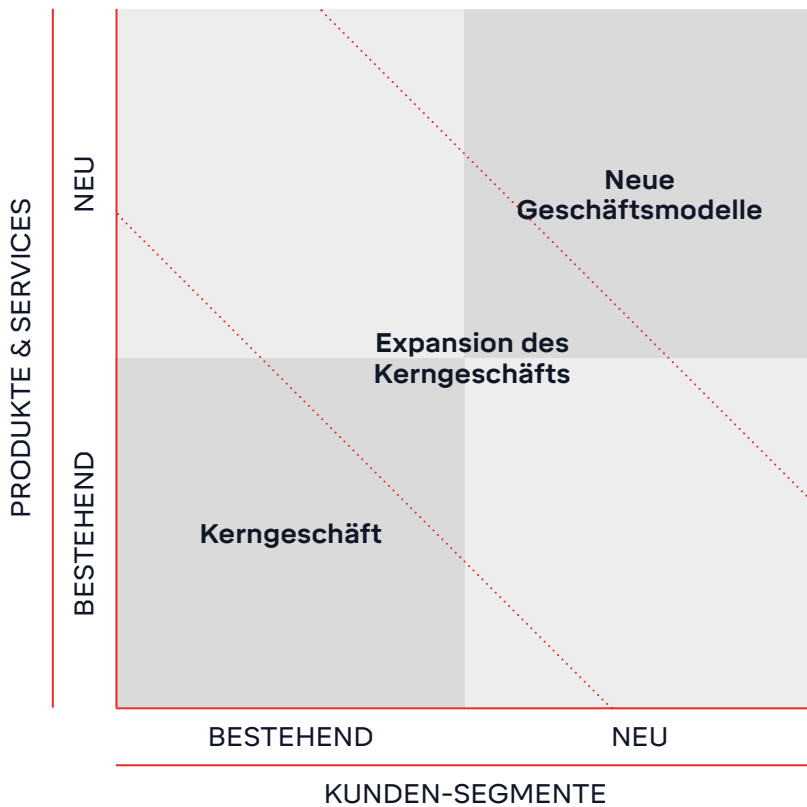 PRODUKTE & SERVICES
NEU
BESTEHEND
Neue
Geschäftsmodelle
Expansion des
Kerngeschäfts
Kerngeschäft
BESTEHEND
NEU
KUNDEN-SEGMENTE